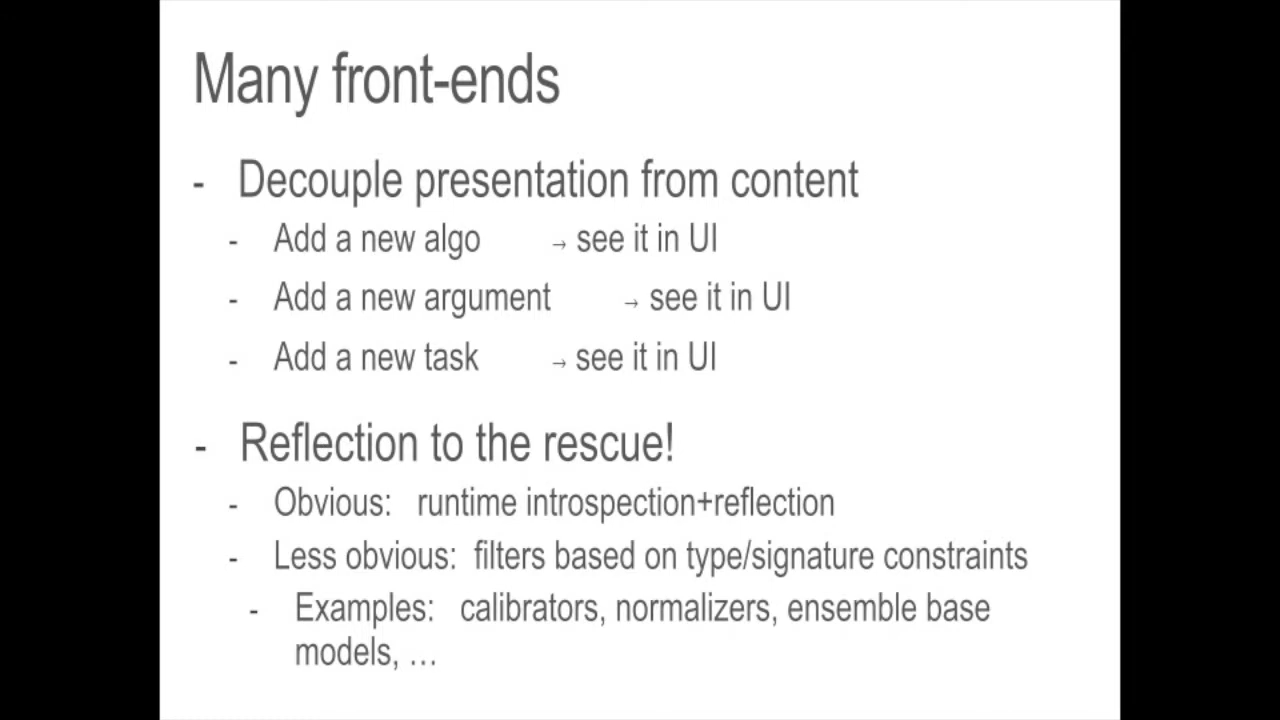 Many front-ends
- Decouple presentation from content
- Add a new algo → see it in UI
- Add a new argument → see it in UI
- Add a new task → see it in UI
- Reflection to the rescue!
- Obvious: runtime introspection+reflection
- Less obvious: filters based on type/signature constraints
- Examples: calibrators, normalizers, ensemble base
models, …